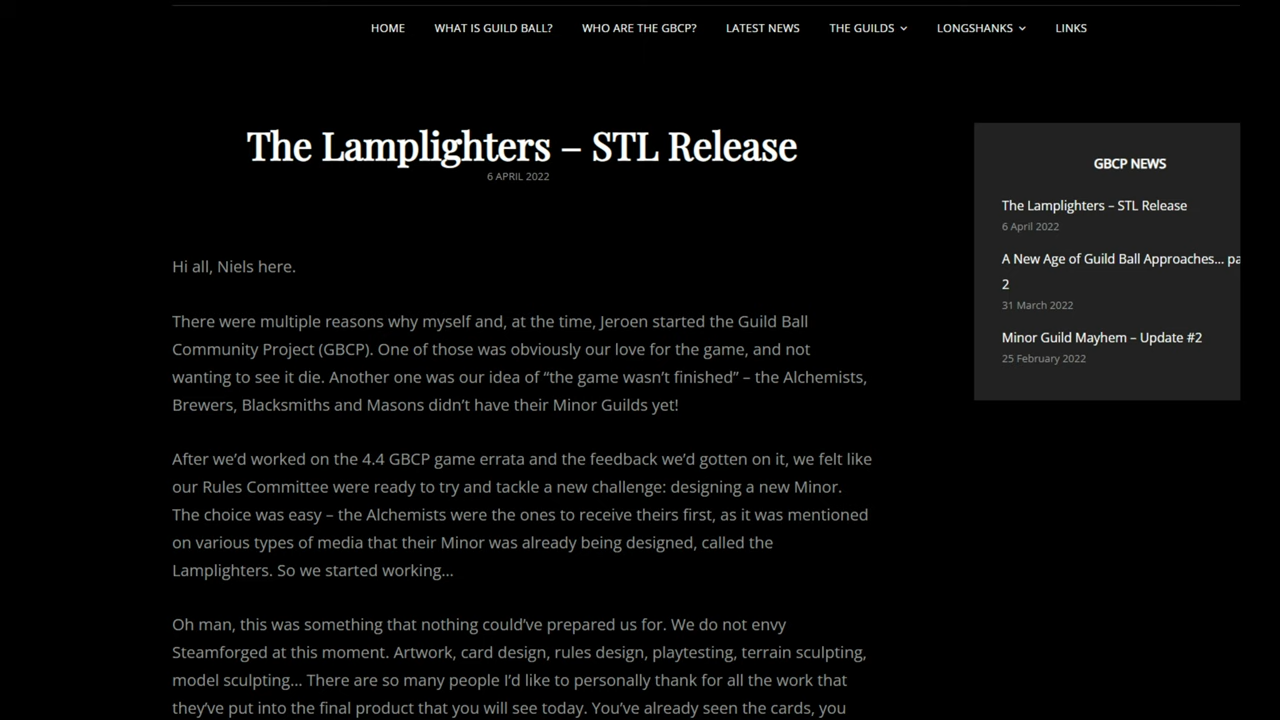 HOME WHAT IS GUILD BALL? WHO ARE THE GBCP? LATEST NEWS THE GUILDS LONGSHANKS LINKS
The Lamplighters – STL Release
6 APRIL 2022
Hi all, Niels here.
There were multiple reasons why myself and, at the time, Jeroen started the Guild Ball
Community Project (GBCP). One of those was obviously our love for the game, and not
wanting to see it die. Another one was our idea of “the game wasn’t finished” – the Alchemists,
Brewers, Blacksmiths and Masons didn’t have their Minor Guilds yet!
After we’d worked on the 4.4 GBCP game errata and the feedback we’d gotten on it, we felt like
our Rules Committee were ready to try and tackle a new challenge: designing a new Minor.
The choice was easy – the Alchemists were the ones to receive theirs first, as it was mentioned
on various types of media that their Minor was already being designed, called the
Lamplighters. So we started working…
Oh man, this was something that nothing could’ve prepared us for. We do not envy
Steamforged at this moment. Artwork, card design, rules design, playtesting, terrain sculpting,
model sculpting… There are so many people I’d like to personally thank for all the work that
they’ve put into the final product that you will see today. You’ve already seen the cards, you
GBCP NEWS
The Lamplighters – STL Release
6 April 2022
A New Age of Guild Ball Approaches… pa
2
31 March 2022
Minor Guild Mayhem – Update #2
25 February 2022